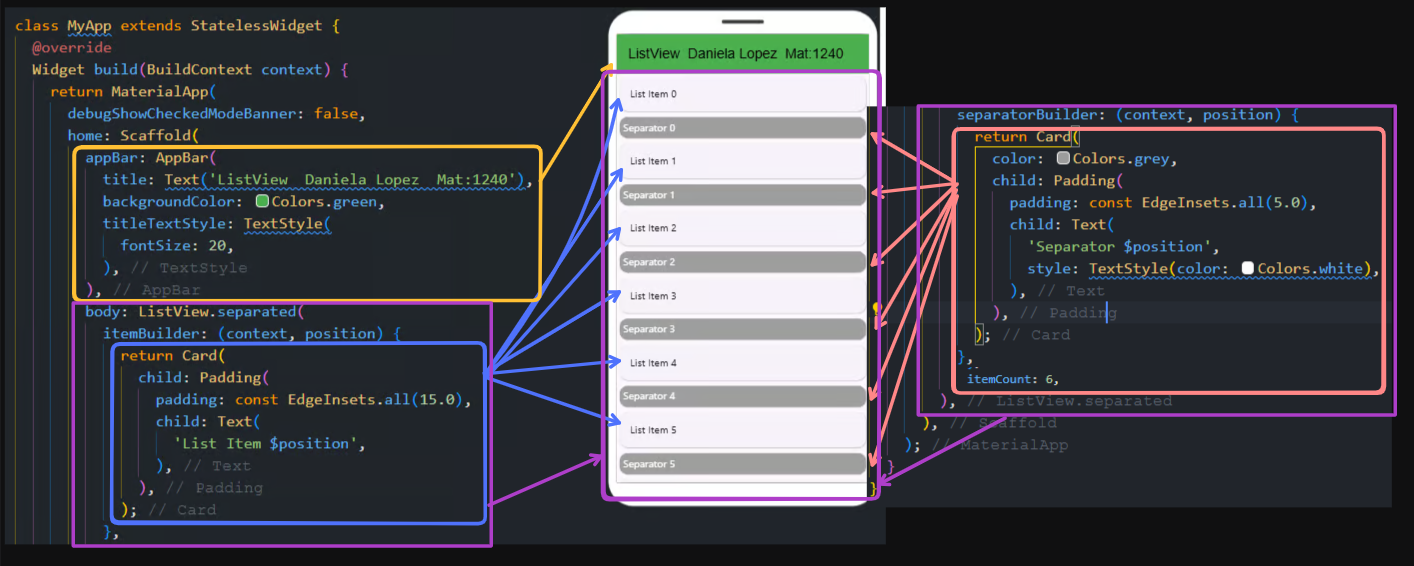 class MyApp extends StatelessWidget {
@override
Widget build(BuildContext context) {
return MaterialApp(
debugShowCheckedModeBanner: false,
home: Scaffold(
appBar: AppBar(
title: Text('ListView  Daniela Lopez  Mat:1240'),
backgroundColor: Colors.green,
titleTextStyle: TextStyle(
fontSize: 20,
), // TextStyle
), // AppBar
body: ListView.separated(
itemBuilder: (context, position) {
return Card(
child: Padding(
padding: const EdgeInsets.all(15.0),
child: Text(
'List Item $position',
), // Text
), // Padding
); // Card
},
ListView  Daniela Lopez  Mat:1240
List Item 0
Separator 0
List Item 1
Separator 1
List Item 2
Separator 2
List Item 3
Separator 3
List Item 4
Separator 4
List Item 5
Separator 5
separatorBuilder: (context, position) {
return Card(
color: Colors.grey,
child: Padding(
padding: const EdgeInsets.all(5.0),
child: Text(
'Separator $position',
style: TextStyle(color: Colors.white),
), // Text
), // Padding
); // Card
},
itemCount: 6,
), // ListView.separated
), // Scaffold
); // MaterialApp
}
}